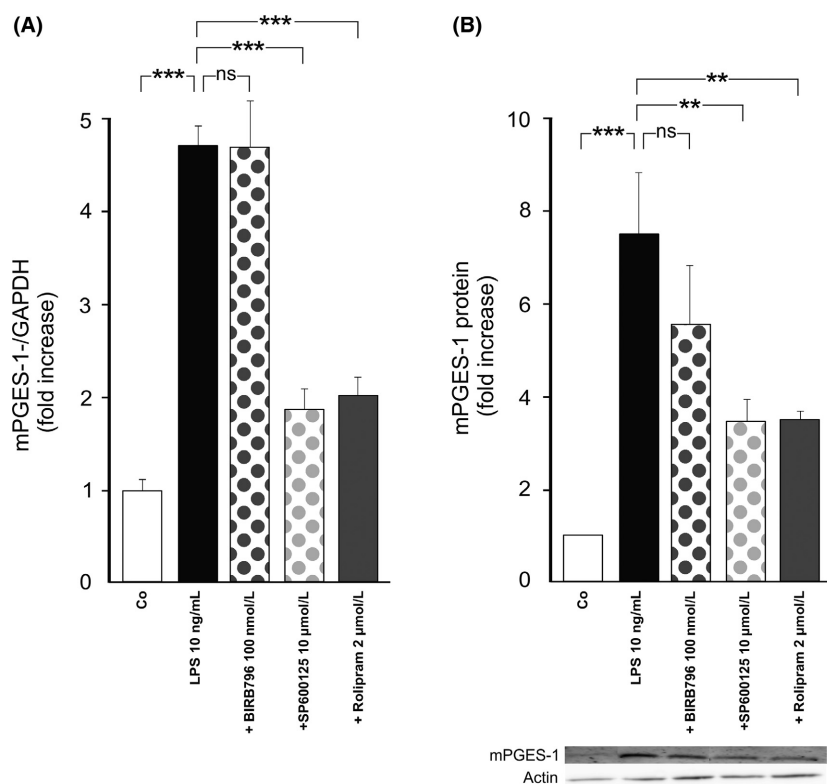 (A)
***
***
*** ns
mPGES-1-/GAPDH
(fold increase)
5
4
3
2
1
0
Co
LPS 10 ng/mL
+ BIRB796 100 nmol/L
+SP600125 10 µmol/L
+ Rolipram 2 µmol/L
(B)
**
**
*** ns
mPGES-1 protein
(fold increase)
10
8
6
4
2
0
Co
LPS 10 ng/mL
+ BIRB796 100 nmol/L
+SP600125 10 µmol/L
+ Rolipram 2 µmol/L
mPGES-1
Actin